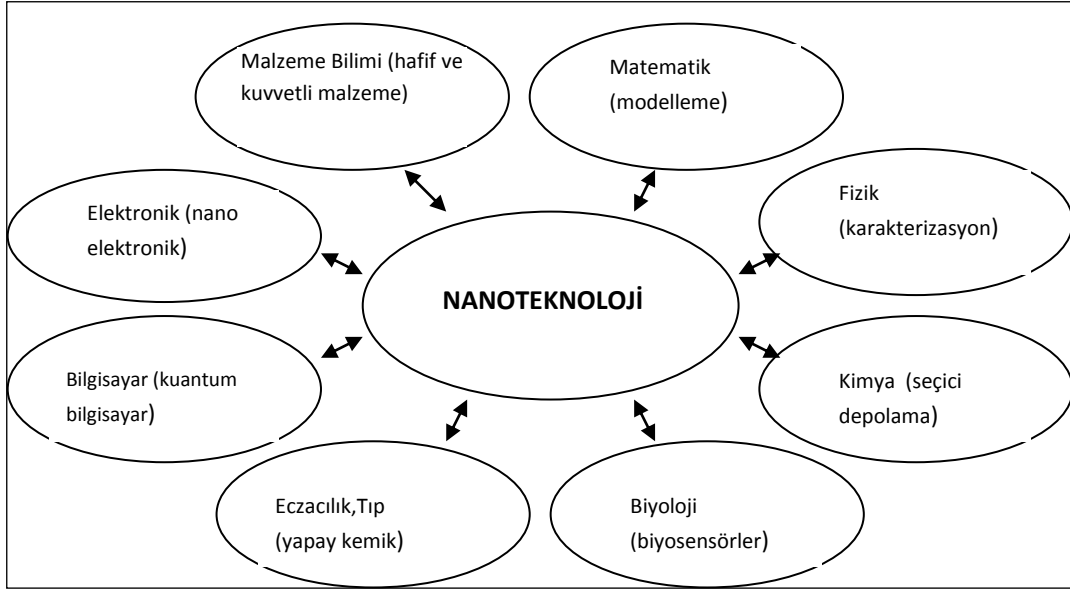 Malzeme Bilimi (hafif ve
kuvvetli malzeme)
Matematik
(modelleme)
Elektronik (nano
elektronik)
Fizik
(karakterizasyon)
NANOTEKNOLOJİ
Bilgisayar (kuantum
bilgisayar)
Kimya (seçici
depolama)
Eczacılık,Tıp
(yapay kemik)
Biyoloji
(biyosensörler)